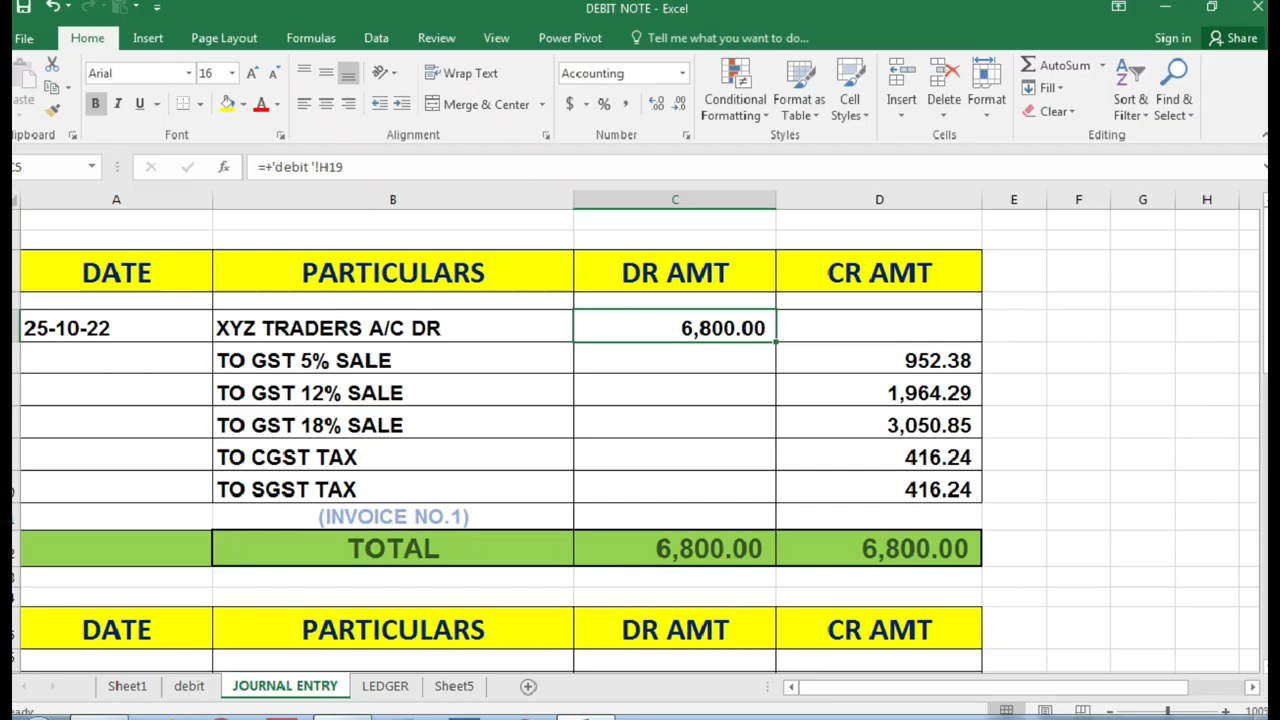 DEBIT NOTE - Excel
File Home Insert Page Layout Formulas Data Review View Power Pivot Tell me what you want to do... Sign in Share
Arial 16 Wrap Text Accounting AutoSum
aste B I U Merge & Center $ % , Conditional Formatting Format as Table Cell Styles Insert Delete Format Fill Clear Sort & Filter Find & Select
lipboard Font Alignment Number Styles Cells Editing
C5 fx =+'debit '!H19
A B C D E F G H
DATE PARTICULARS DR AMT CR AMT
25-10-22 XYZ TRADERS A/C DR 6,800.00
TO GST 5% SALE 952.38
TO GST 12% SALE 1,964.29
TO GST 18% SALE 3,050.85
TO CGST TAX 416.24
TO SGST TAX 416.24
(INVOICE NO.1)
TOTAL 6,800.00 6,800.00
DATE PARTICULARS DR AMT CR AMT
Sheet1 debit JOURNAL ENTRY LEDGER Sheet5
eady 100%